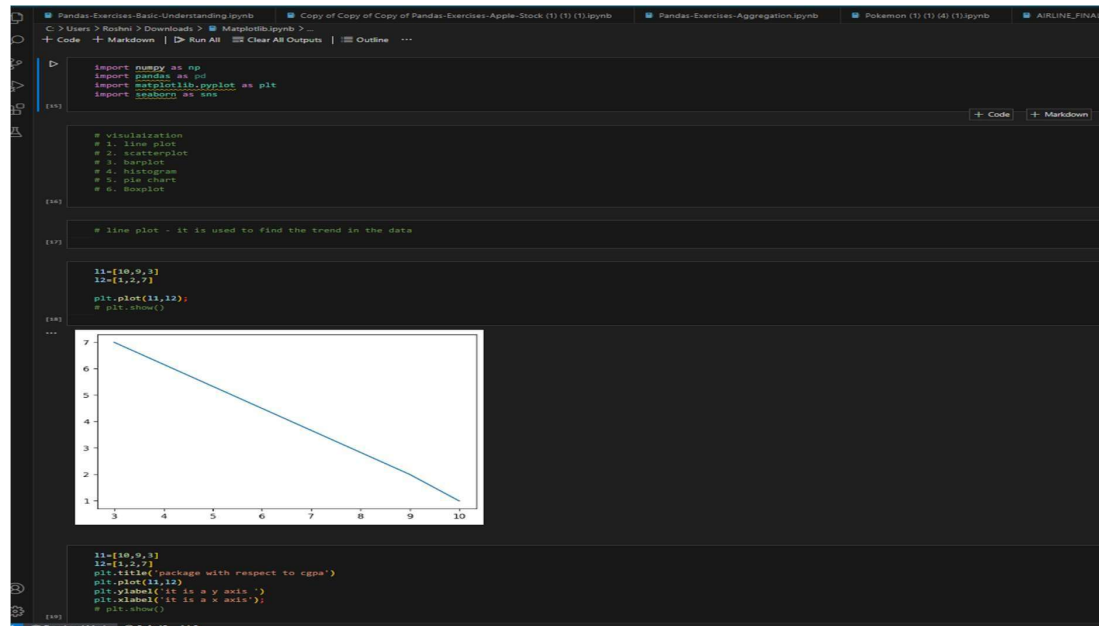 Pandas-Exercises-Basic-Understanding.ipynb Copy of Copy of Copy of Pandas-Exercises-Apple-Stock (1) (1) (1).ipynb Pandas-Exercises-Aggregation.ipynb Pokemon (1) (1) (4) (1).ipynb AIRLINE_FINA
C: > Users > Roshni > Downloads > Matplotlib.ipynb > ...
+ Code + Markdown | Run All Clear All Outputs | Outline ...
import numpy as np
import pandas as pd
import matplotlib.pyplot as plt
import seaborn as sns
[15]
+ Code + Markdown
# visulaization
# 1. line plot
# 2. scatterplot
# 3. barplot
# 4. histogram
# 5. pie chart
# 6. Boxplot
[16]
# line plot - it is used to find the trend in the data
[17]
l1=[10,9,3]
l2=[1,2,7]
plt.plot(l1,l2);
# plt.show()
[18]
...
7
6
5
4
3
2
1
3 4 5 6 7 8 9 10
l1=[10,9,3]
l2=[1,2,7]
plt.title('package with respect to cgpa')
plt.plot(l1,l2)
plt.ylabel('it is a y axis ')
plt.xlabel('it is a x axis');
# plt.show()
[19]